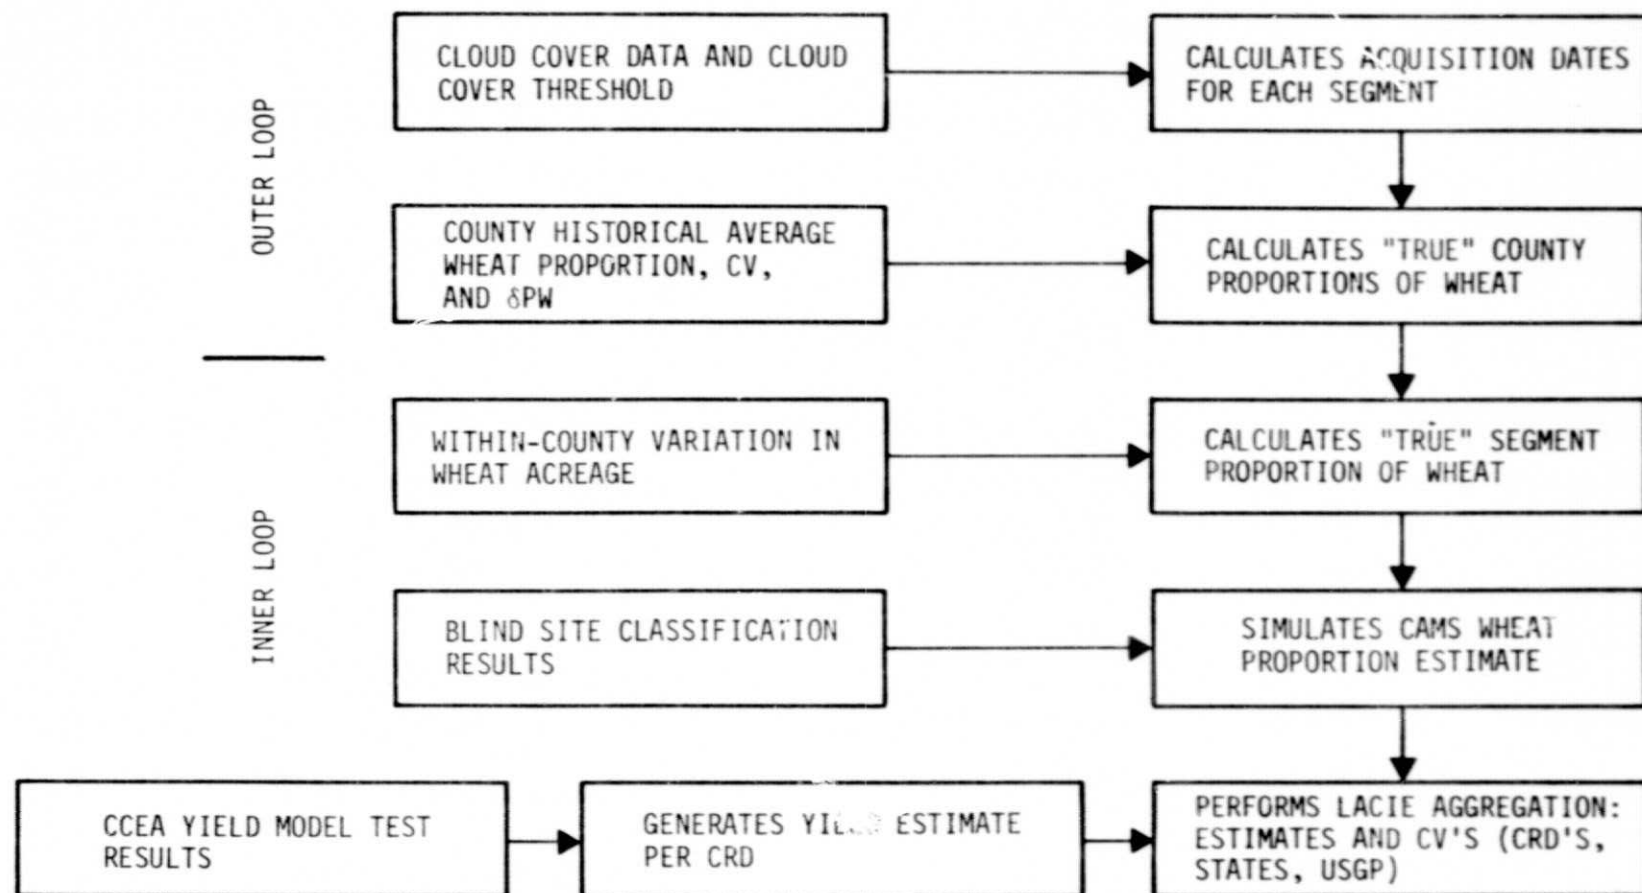 OUTER LOOP
CLOUD COVER DATA AND CLOUD
COVER THRESHOLD
CALCULATES ACQUISITION DATES
FOR EACH SEGMENT
COUNTY HISTORICAL AVERAGE
WHEAT PROPORTION, CV,
AND δPW
CALCULATES "TRUE" COUNTY
PROPORTIONS OF WHEAT
INNER LOOP
WITHIN-COUNTY VARIATION IN
WHEAT ACREAGE
CALCULATES "TRUE" SEGMENT
PROPORTION OF WHEAT
BLIND SITE CLASSIFICATION
RESULTS
SIMULATES CAMS WHEAT
PROPORTION ESTIMATE
CCEA YIELD MODEL TEST
RESULTS
GENERATES YIELD ESTIMATE
PER CRD
PERFORMS LACIE AGGREGATION:
ESTIMATES AND CV'S (CRD'S,
STATES, USGP)